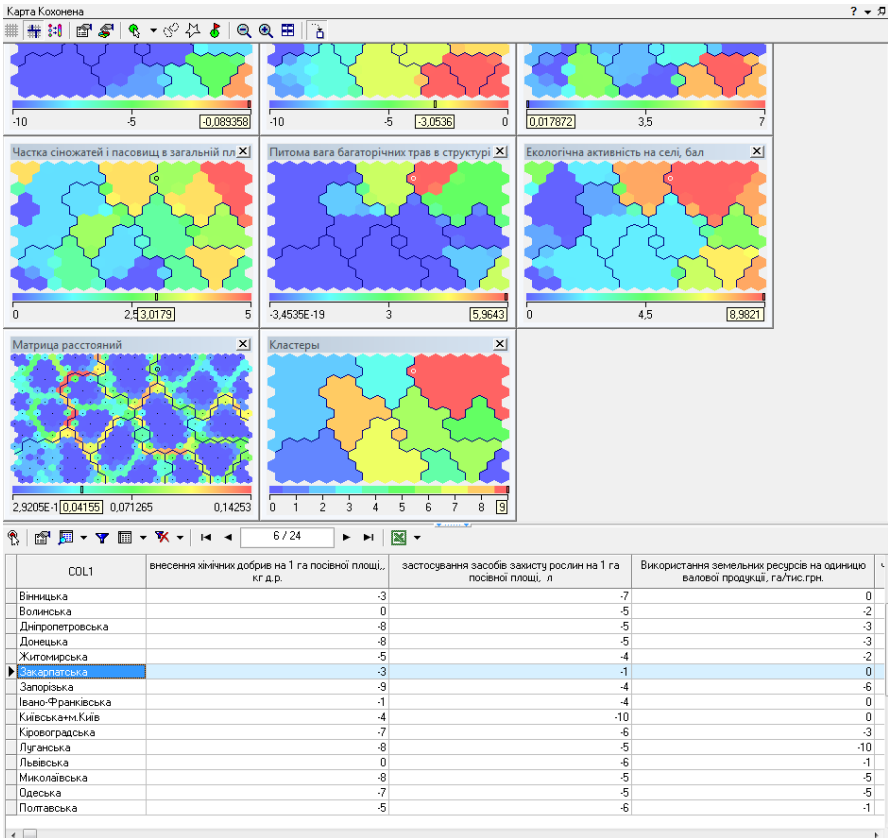 Карта Кохонена
-10 -5 -0,089358
-10 -5 -3,0536 0
0,017872 3,5 7
Частка сіножатей і пасовищ в загальній пл
Питома вага багаторічних трав в структурі
Екологічна активність на селі, бал
0 2,5 3,0179 5
-3,4535E-19 3 5,9643
0 4,5 8,9821
Матрица расстояний
Кластеры
2,9205E-1 0,04155 0,071265 0,14253
0 1 2 3 4 5 6 7 8 9
6 / 24
COL1 внесення хімічних добрив на 1 га посівної площі,, кг д.р. застосування засобів захисту рослин на 1 га посівної площі, л Використання земельних ресурсів на одиницю валової продукції, га/тис.грн.
Вінницька -3 -7 0
Волинська 0 -5 -2
Дніпропетровська -8 -5 -3
Донецька -8 -5 -3
Житомирська -5 -4 -2
Закарпатська -3 -1 0
Запорізька -9 -4 -6
Івано-Франківська -1 -4 0
Київська+м.Київ -4 -10 0
Кіровоградська -7 -6 -3
Луганська -8 -5 -10
Львівська 0 -6 -1
Миколаївська -8 -5 -5
Одеська -7 -5 -5
Полтавська -5 -6 -1